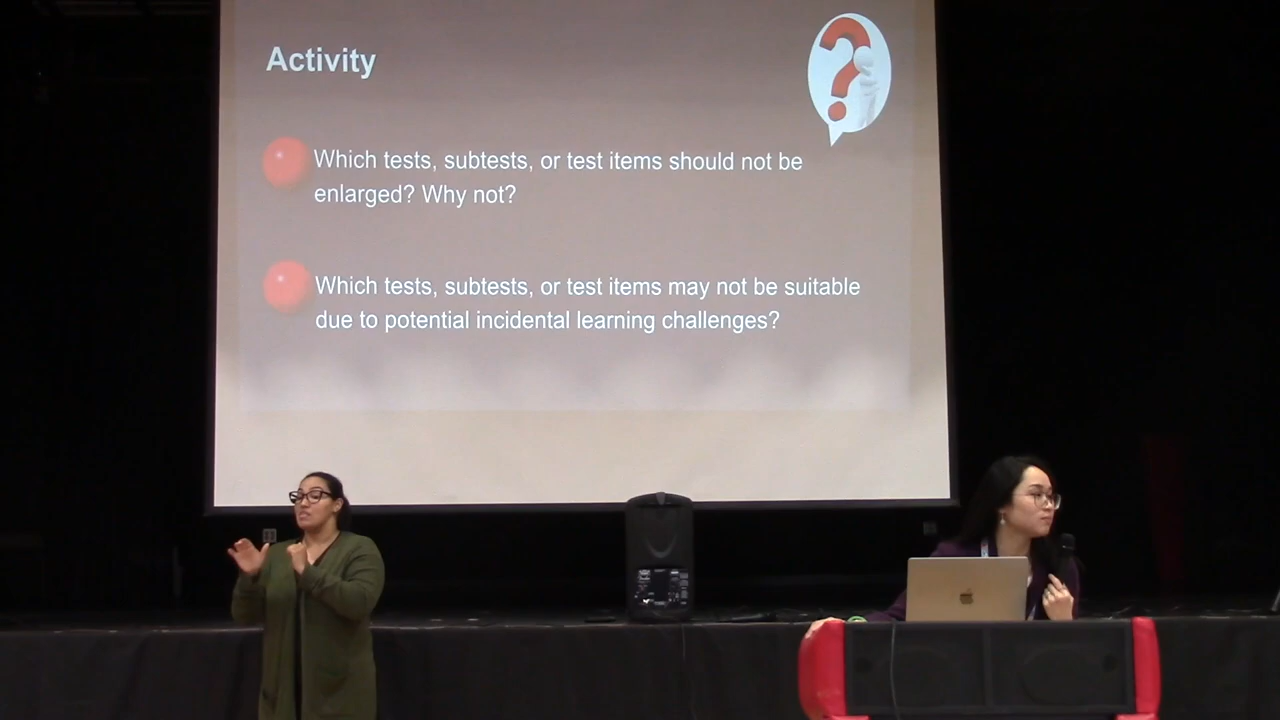 Activity
Which tests, subtests, or test items should not be
enlarged? Why not?
Which tests, subtests, or test items may not be suitable
due to potential incidental learning challenges?